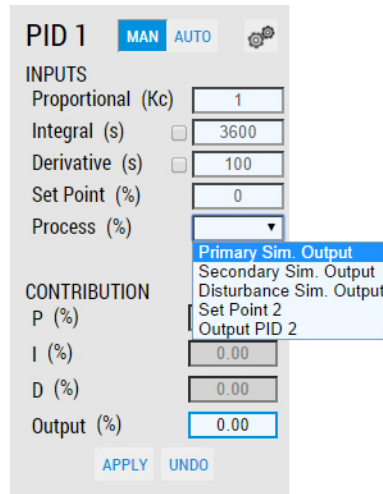 PID 1 MAN AUTO
INPUTS
Proportional (Kc) 1
Integral (s) 3600
Derivative (s) 100
Set Point (%) 0
Process (%)
Primary Sim. Output
Secondary Sim. Output
Disturbance Sim. Output
Set Point 2
Output PID 2
CONTRIBUTION
P (%)
I (%) 0.00
D (%) 0.00
Output (%) 0.00
APPLY UNDO